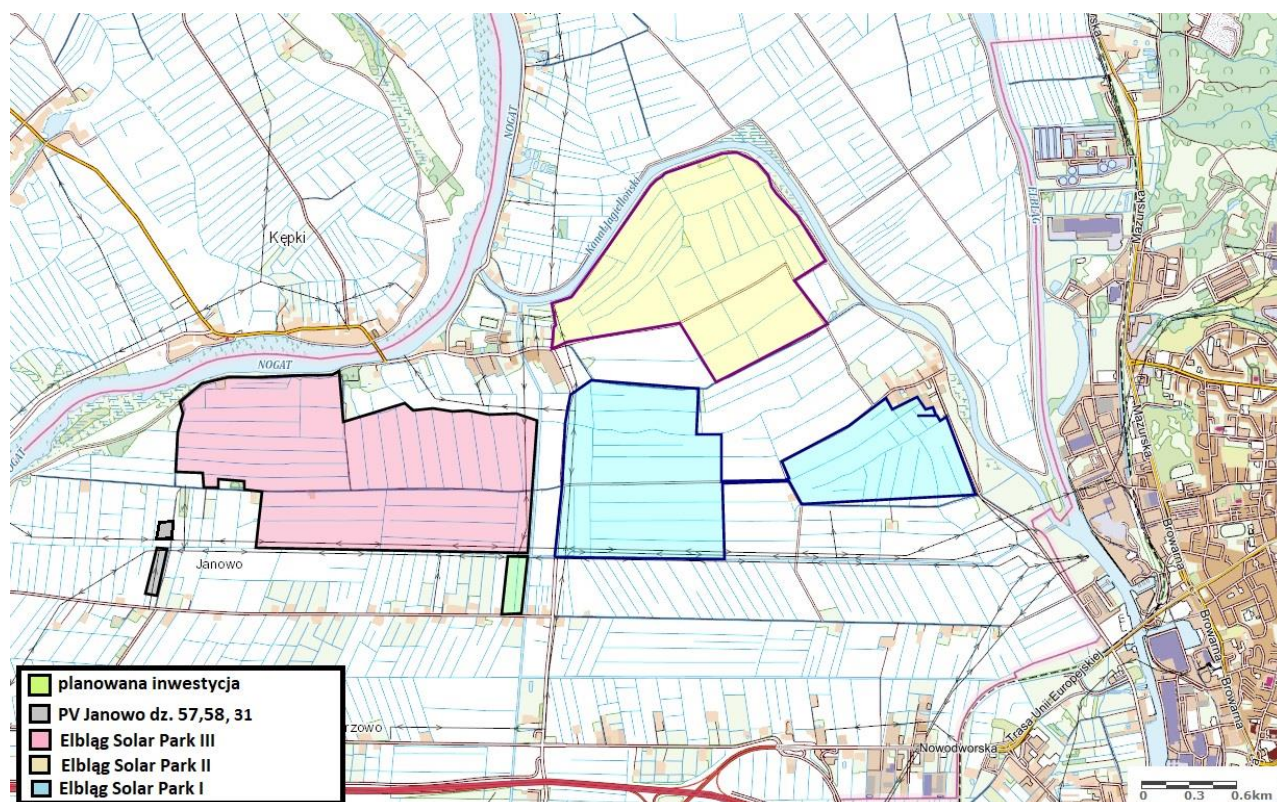 NOGAT
Kanał Jagielloński
ELBLĄG
Mazurska
Kępki
NOGAT
Mazurska
NOGAT
Browarna
Janowo
Browarna
Trasa Unii Europejskiej
Browarna
Nowodworska
rzowo
planowana inwestycja
PV Janowo dz. 57,58, 31
Elbląg Solar Park III
Elbląg Solar Park II
Elbląg Solar Park I
0 0.3 0.6km